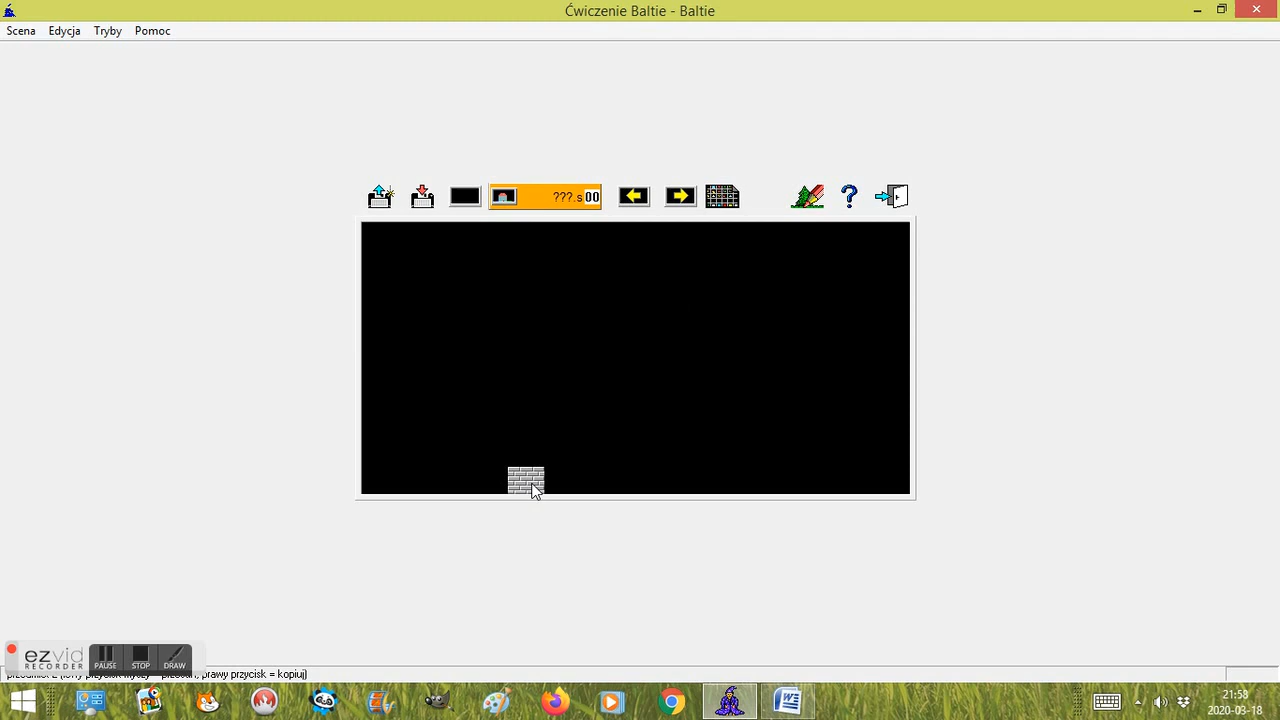 Ćwiczenie Baltie - Baltie
Scena Edycja Tryby Pomoc
???.s 00
ezvid
RECORDER
PAUSE STOP DRAW
prawy przycisk = kopiuj)
21:58
2020-03-18